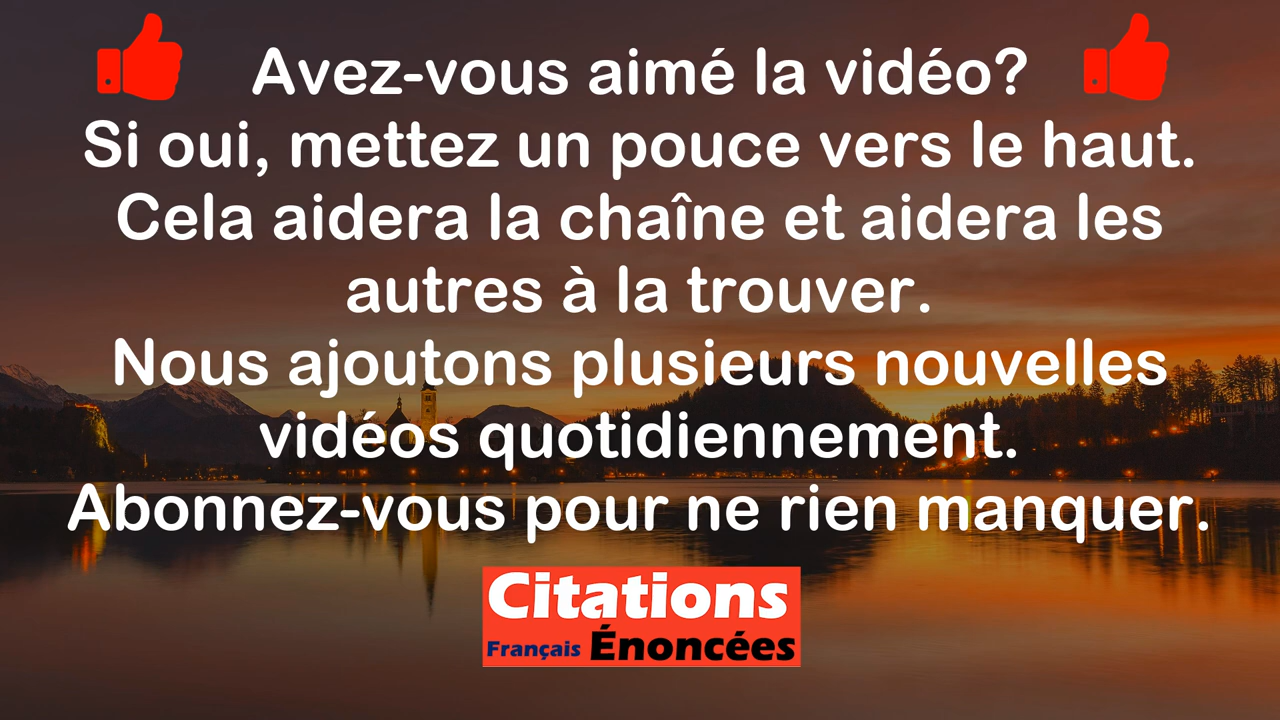 Avez-vous aimé la vidéo?
Si oui, mettez un pouce vers le haut.
Cela aidera la chaîne et aidera les
autres à la trouver.
Nous ajoutons plusieurs nouvelles
vidéos quotidiennement.
Abonnez-vous pour ne rien manquer.
Citations
Français Énoncées